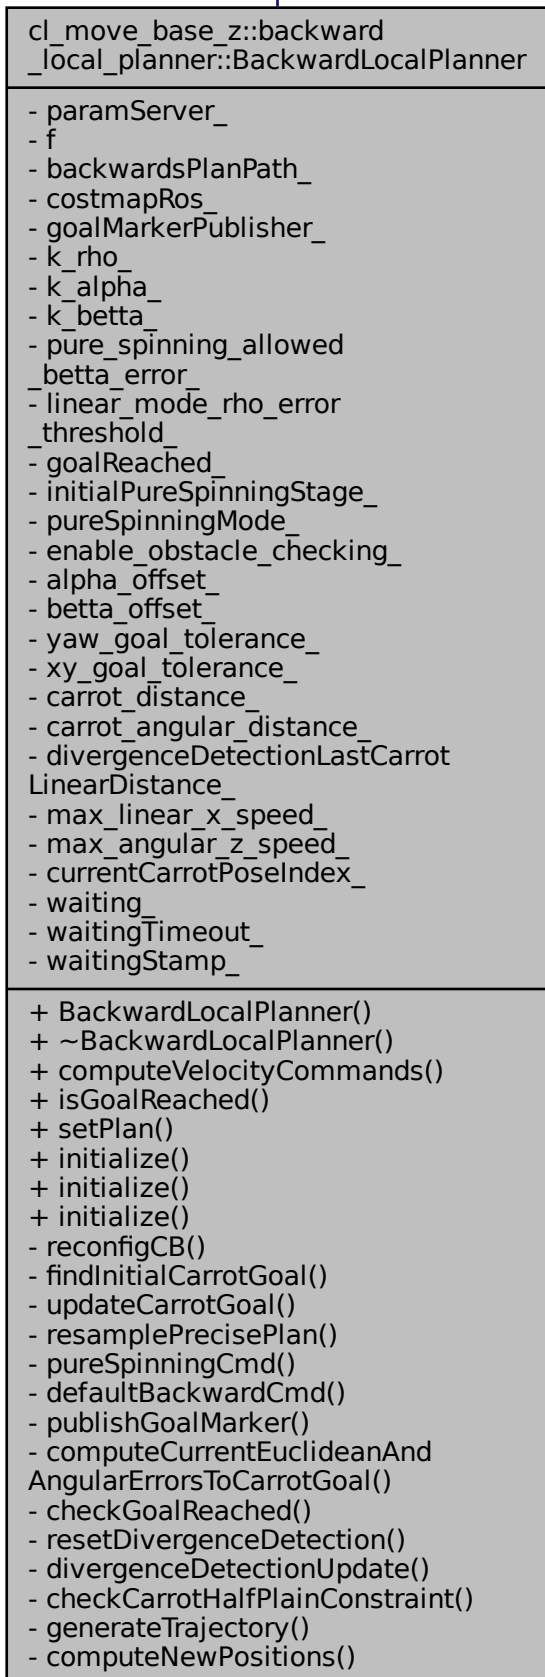 cl_move_base_z::backward
_local_planner::BackwardLocalPlanner
- paramServer_
- f
- backwardsPlanPath_
- costmapRos_
- goalMarkerPublisher_
- k_rho_
- k_alpha_
- k_betta_
- pure_spinning_allowed
_betta_error_
- linear_mode_rho_error
_threshold_
- goalReached_
- initialPureSpinningStage_
- pureSpinningMode_
- enable_obstacle_checking_
- alpha_offset_
- betta_offset_
- yaw_goal_tolerance_
- xy_goal_tolerance_
- carrot_distance_
- carrot_angular_distance_
- divergenceDetectionLastCarrot
LinearDistance_
- max_linear_x_speed_
- max_angular_z_speed_
- currentCarrotPoseIndex_
- waiting_
- waitingTimeout_
- waitingStamp_
+ BackwardLocalPlanner()
+ ~BackwardLocalPlanner()
+ computeVelocityCommands()
+ isGoalReached()
+ setPlan()
+ initialize()
+ initialize()
+ initialize()
- reconfigCB()
- findInitialCarrotGoal()
- updateCarrotGoal()
- resamplePrecisePlan()
- pureSpinningCmd()
- defaultBackwardCmd()
- publishGoalMarker()
- computeCurrentEuclideanAnd
AngularErrorsToCarrotGoal()
- checkGoalReached()
- resetDivergenceDetection()
- divergenceDetectionUpdate()
- checkCarrotHalfPlainConstraint()
- generateTrajectory()
- computeNewPositions()